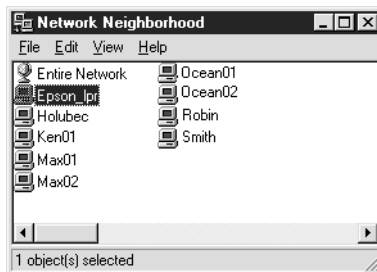 Network Neighborhood
File Edit View Help
Entire Network
Epson_lpr
Holubec
Ken01
Max01
Max02
Ocean01
Ocean02
Robin
Smith
1 object(s) selected